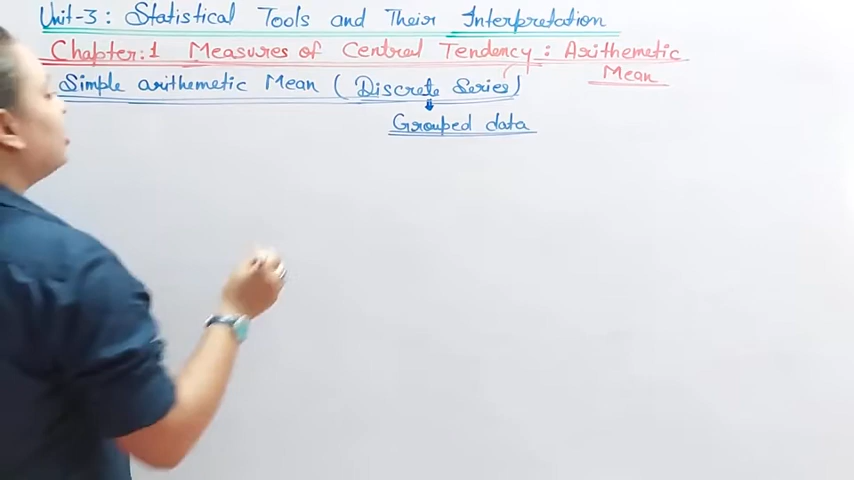 Unit-3: Statistical Tools and Their Interpretation
Chapter:1 Measures of Central Tendency: Arithemetic
Mean
Simple arithemetic Mean (Discrete Series)
Grouped data